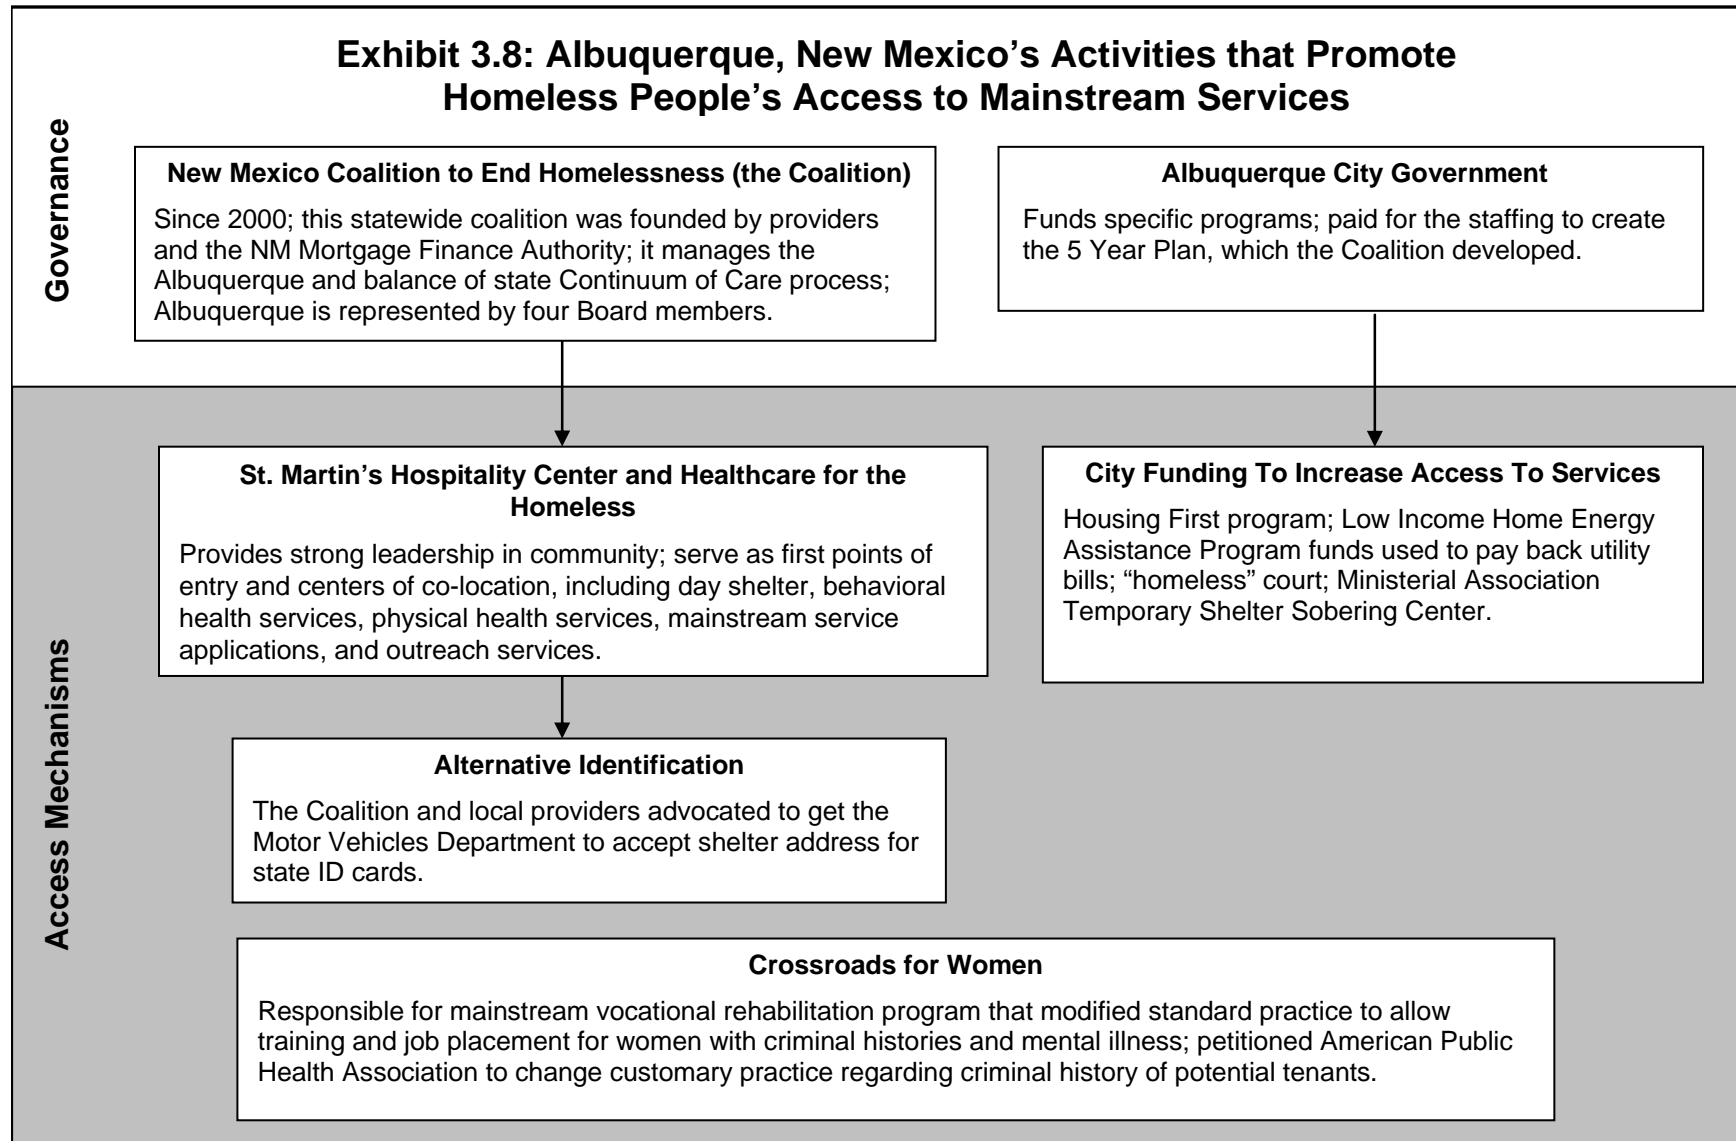 Exhibit 3.8: Albuquerque, New Mexico’s Activities that Promote
Homeless People’s Access to Mainstream Services
Governance
New Mexico Coalition to End Homelessness (the Coalition)
Since 2000; this statewide coalition was founded by providers
and the NM Mortgage Finance Authority; it manages the
Albuquerque and balance of state Continuum of Care process;
Albuquerque is represented by four Board members.
Albuquerque City Government
Funds specific programs; paid for the staffing to create
the 5 Year Plan, which the Coalition developed.
Access Mechanisms
St. Martin’s Hospitality Center and Healthcare for the
Homeless
Provides strong leadership in community; serve as first points of
entry and centers of co-location, including day shelter, behavioral
health services, physical health services, mainstream service
applications, and outreach services.
City Funding To Increase Access To Services
Housing First program; Low Income Home Energy
Assistance Program funds used to pay back utility
bills; “homeless” court; Ministerial Association
Temporary Shelter Sobering Center.
Alternative Identification
The Coalition and local providers advocated to get the
Motor Vehicles Department to accept shelter address for
state ID cards.
Crossroads for Women
Responsible for mainstream vocational rehabilitation program that modified standard practice to allow
training and job placement for women with criminal histories and mental illness; petitioned American Public
Health Association to change customary practice regarding criminal history of potential tenants.